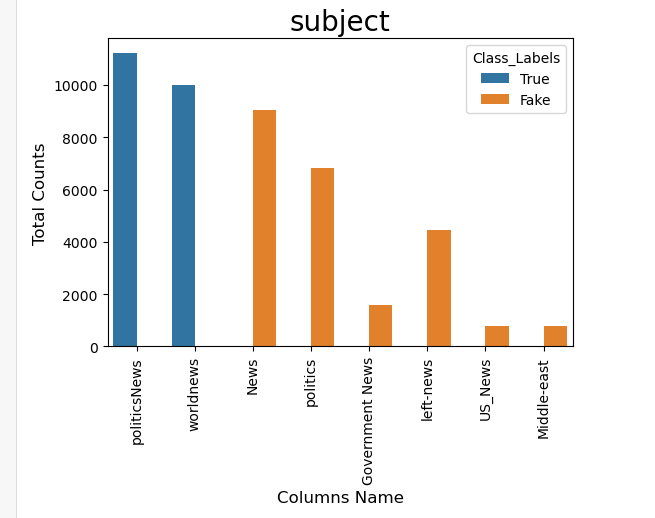 subject
Class_Labels
True
Fake
Total Counts
10000
8000
6000
4000
2000
0
politicsNews
worldnews
News
politics
Government News
left-news
US_News
Middle-east
Columns Name